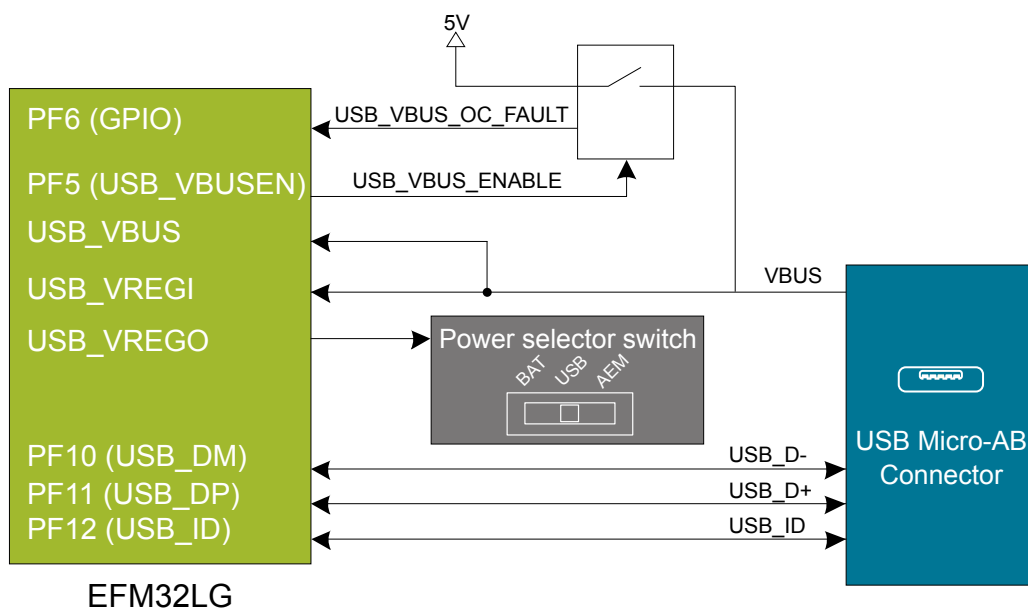 5V
PF6 (GPIO)
USB_VBUS_OC_FAULT
PF5 (USB_VBUSEN)
USB_VBUS_ENABLE
USB_VBUS
USB_VREGI
VBUS
USB_VREGO
Power selector switch
BAT
USB
AEM
USB Micro-AB
Connector
PF10 (USB_DM)
USB_D-
PF11 (USB_DP)
USB_D+
PF12 (USB_ID)
USB_ID
EFM32LG